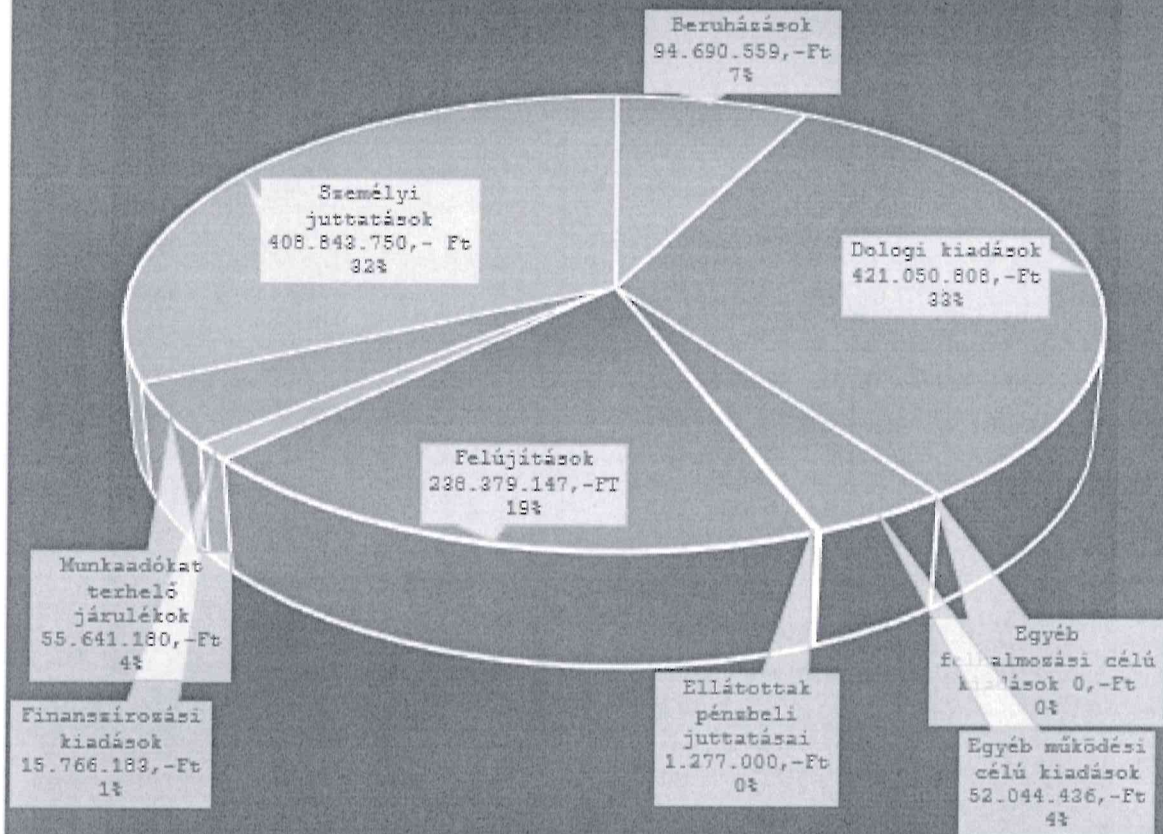 Beruházások
94.690.559,-Ft
7%
Személyi
juttatások
408.843.750,- Ft
32%
Dologi kiadások
421.050.808,-Ft
33%
Felújítások
238.379.147,-FT
19%
Munkaadókat
terhelő
járulékok
55.641.180,-Ft
4%
Finanszírozási
kiadások
15.766.183,-Ft
1%
Ellátottak
pénzbeli
juttatásai
1.277.000,-Ft
0%
Egyéb
felhalmozási célú
kiadások 0,-Ft
0%
Egyéb működési
célú kiadások
52.044.436,-Ft
4%